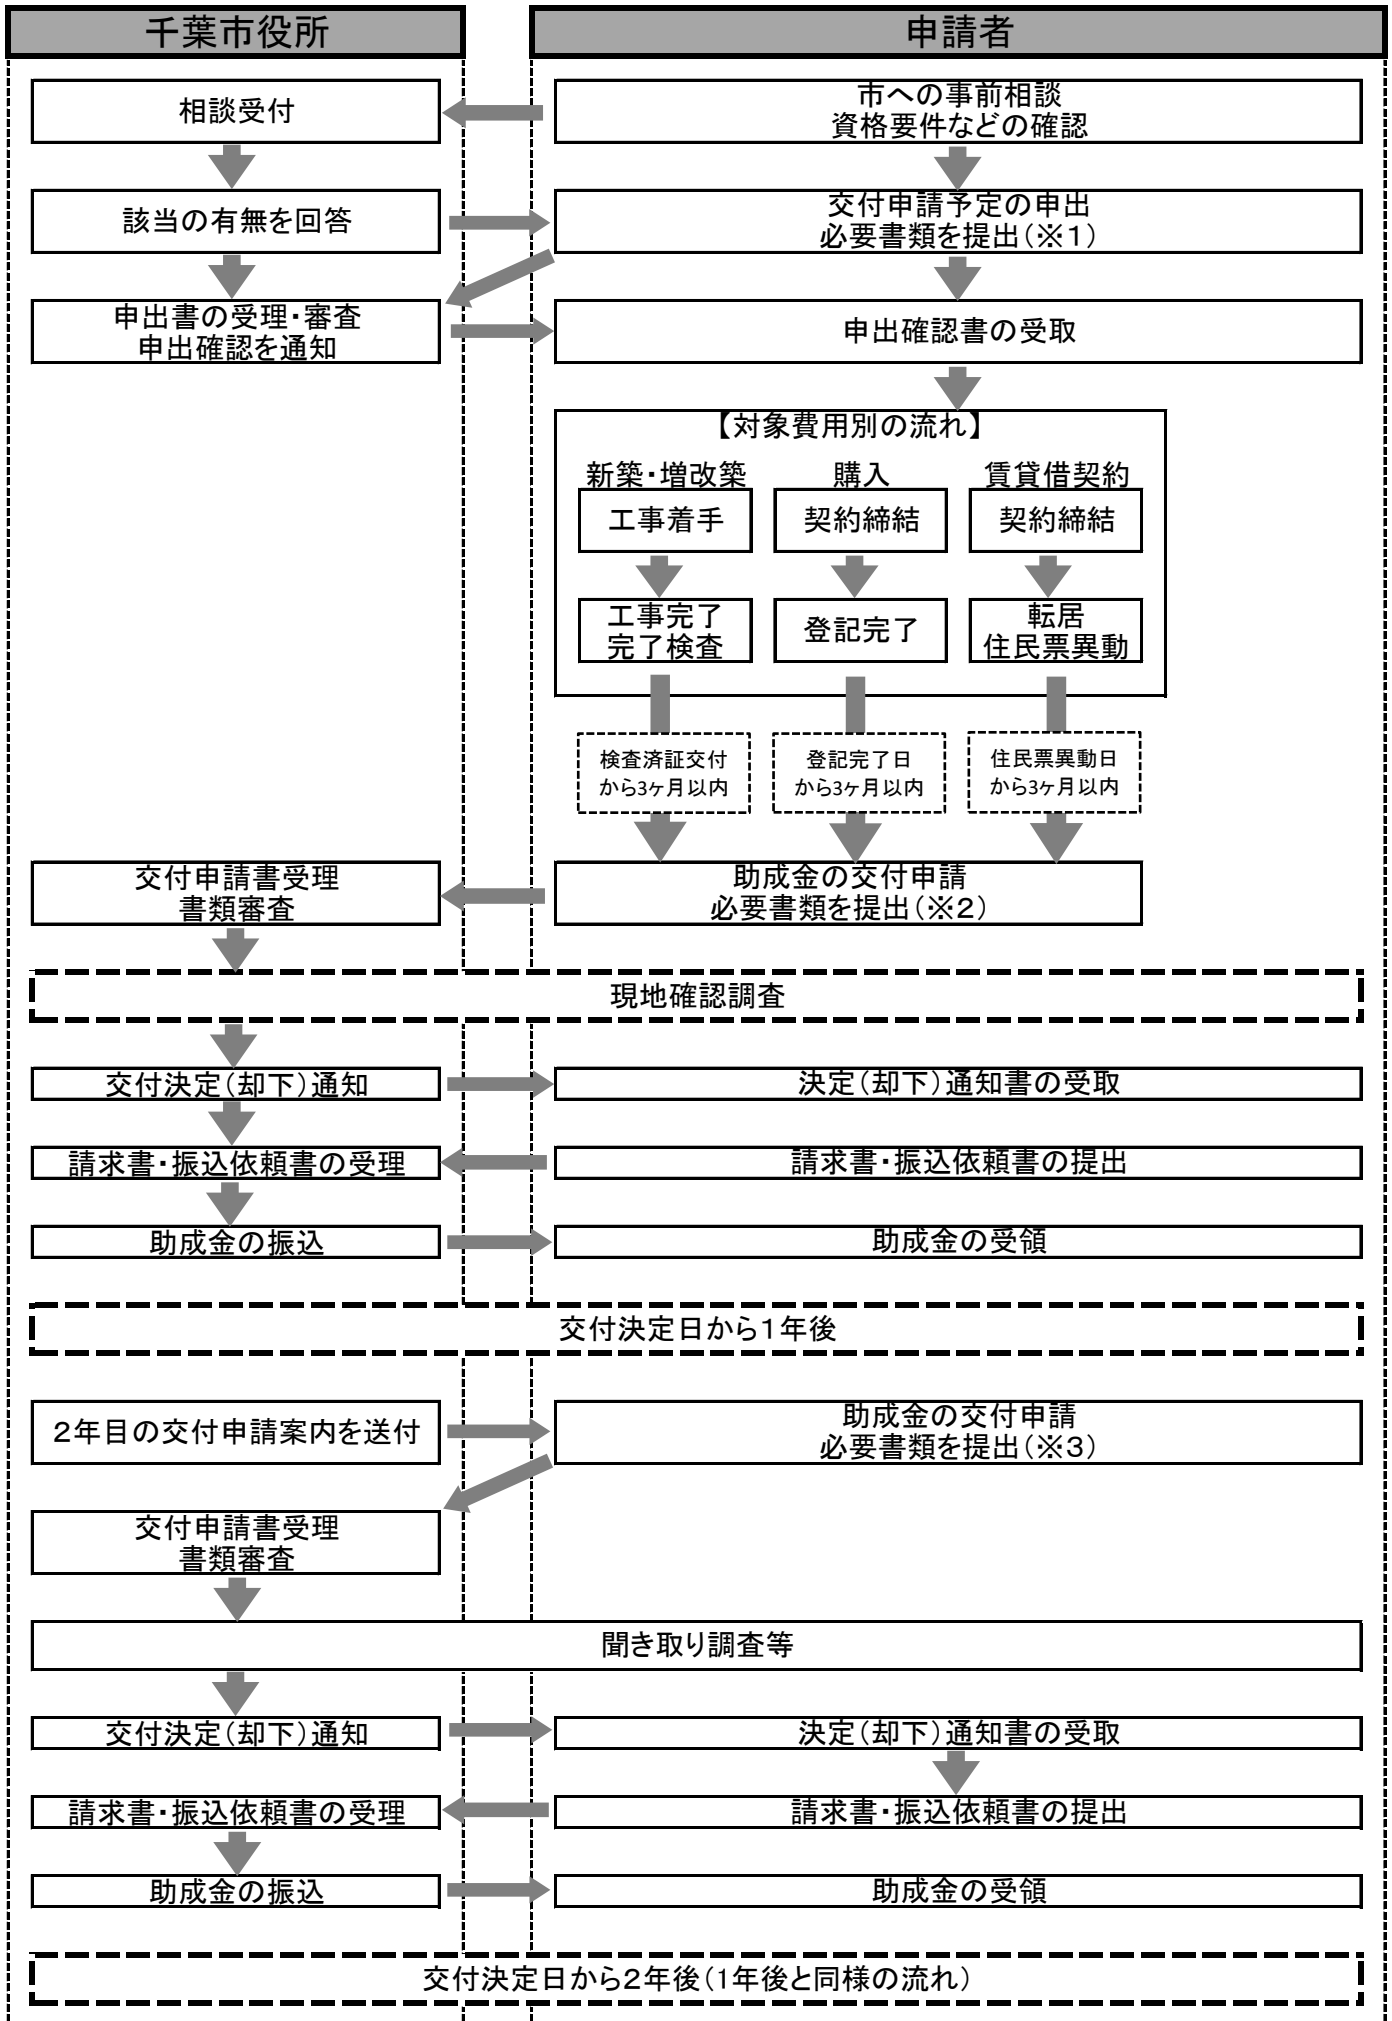 千葉市役所
申請者
相談受付
市への事前相談
資格要件などの確認
該当の有無を回答
交付申請予定の申出
必要書類を提出（※１）
申出書の受理・審査
申出確認を通知
申出確認書の受取
【対象費用別の流れ】
新築・増改築
購入
賃貸借契約
工事着手
契約締結
契約締結
工事完了
完了検査
登記完了
転居
住民票異動
検査済証交付
から3ヶ月以内
登記完了日
から3ヶ月以内
住民票異動日
から3ヶ月以内
交付申請書受理
書類審査
助成金の交付申請
必要書類を提出（※２）
現地確認調査
交付決定（却下）通知
決定（却下）通知書の受取
請求書・振込依頼書の受理
請求書・振込依頼書の提出
助成金の振込
助成金の受領
交付決定日から１年後
２年目の交付申請案内を送付
助成金の交付申請
必要書類を提出（※３）
交付申請書受理
書類審査
聞き取り調査等
交付決定（却下）通知
決定（却下）通知書の受取
請求書・振込依頼書の受理
請求書・振込依頼書の提出
助成金の振込
助成金の受領
交付決定日から２年後（１年後と同様の流れ）